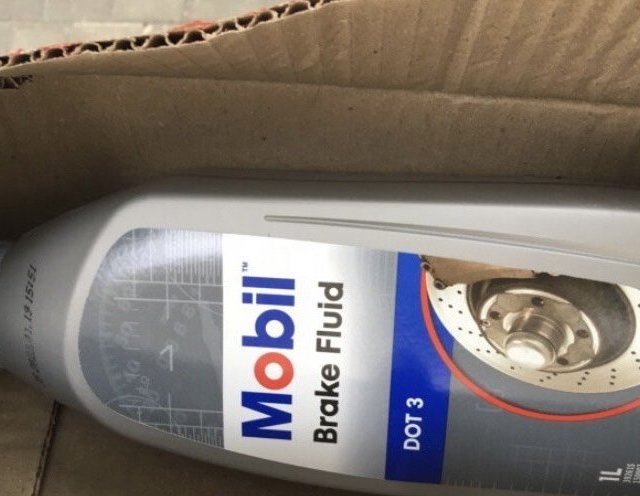 Mobil™
Brake Fluid
DOT 3
1L